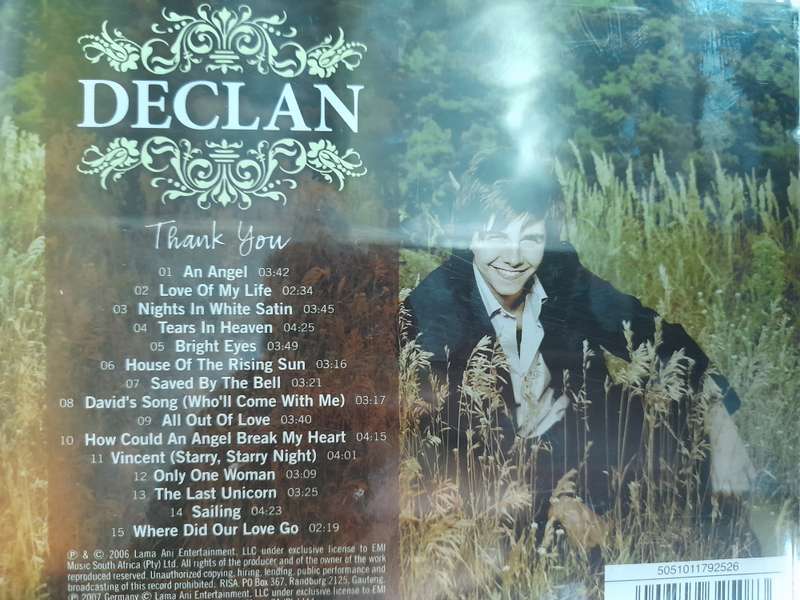 DECLAN
Thank You
01 An Angel 03:42
02 Love Of My Life 02:34
03 Nights In White Satin 03:45
04 Tears In Heaven 04:25
05 Bright Eyes 03:49
06 House Of The Rising Sun 03:16
07 Saved By The Bell 03:21
08 David's Song (Who'll Come With Me) 03:17
09 All Out Of Love 03:40
10 How Could An Angel Break My Heart 04:15
11 Vincent (Starry, Starry Night) 04:01
12 Only One Woman 03:09
13 The Last Unicorn 03:25
14 Sailing 04:23
15 Where Did Our Love Go 02:19
℗ & © 2006 Lama Ani Entertainment, LLC under exclusive license to EMI
Music South Africa (Pty) Ltd. All rights of the producer and of the owner of the work
reproduced reserved. Unauthorized copying, hiring, lending, public performance and
broadcasting of this record prohibited. RISA, PO Box 367, Randburg 2125, Gauteng.
℗ 2007 Germany © Lama Ani Entertainment, LLC under exclusive license to EMI
5051011792526